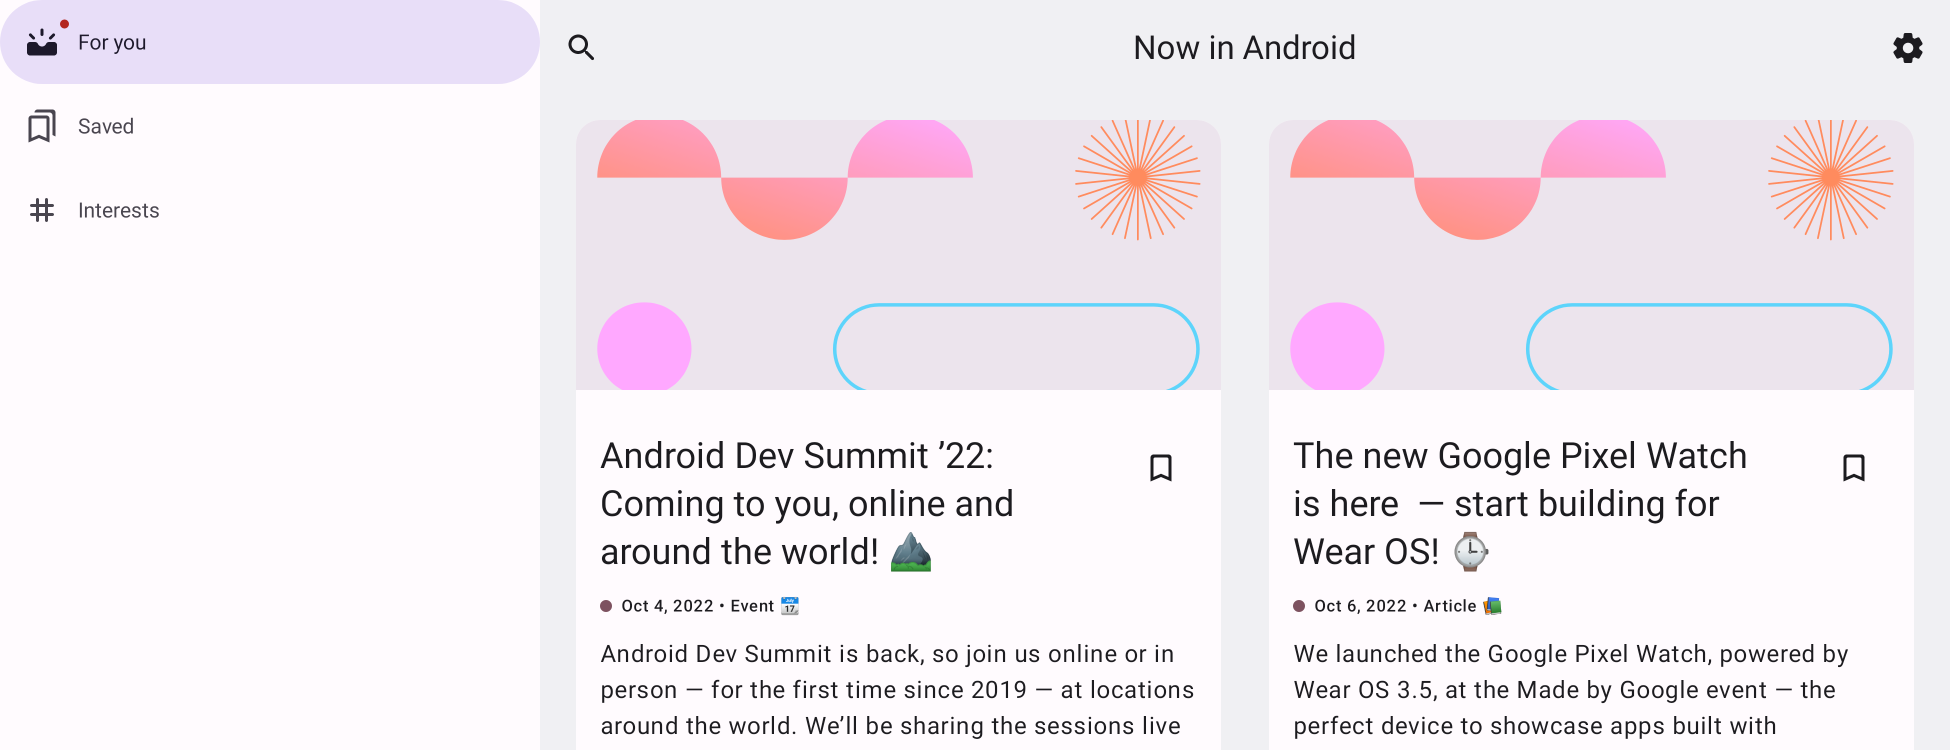 For you
Saved
Interests
Now in Android
Android Dev Summit ’22:
Coming to you, online and
around the world! ⛰️
Oct 4, 2022 • Event 📆
Android Dev Summit is back, so join us online or in
person — for the first time since 2019 — at locations
around the world. We’ll be sharing the sessions live
The new Google Pixel Watch
is here  — start building for
Wear OS! ⌚
Oct 6, 2022 • Article 📚
We launched the Google Pixel Watch, powered by
Wear OS 3.5, at the Made by Google event — the
perfect device to showcase apps built with